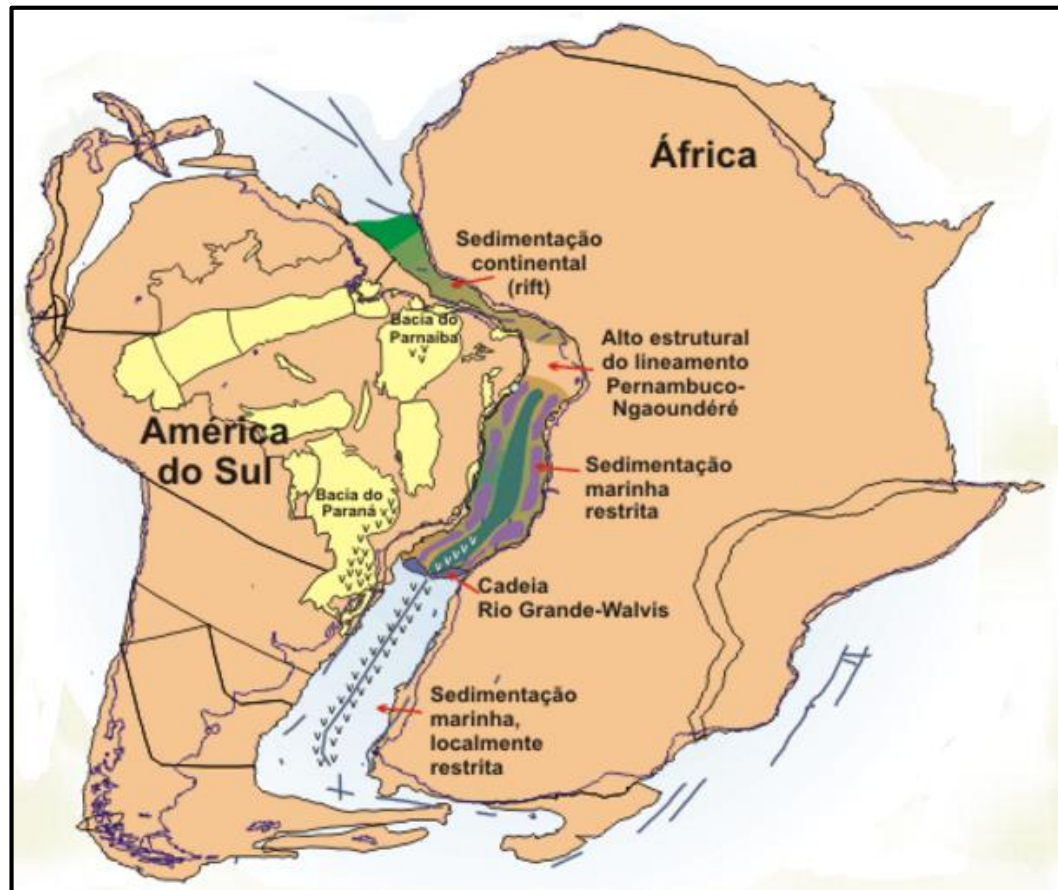 África
Sedimentação
continental
(rift)
Bacia do
Parnaíba
Alto estrutural
do lineamento
Pernambuco-
Ngaoundéré
América
do Sul
Bacia do
Paraná
Sedimentação
marinha
restrita
Cadeia
Rio Grande-Walvis
Sedimentação
marinha,
localmente
restrita